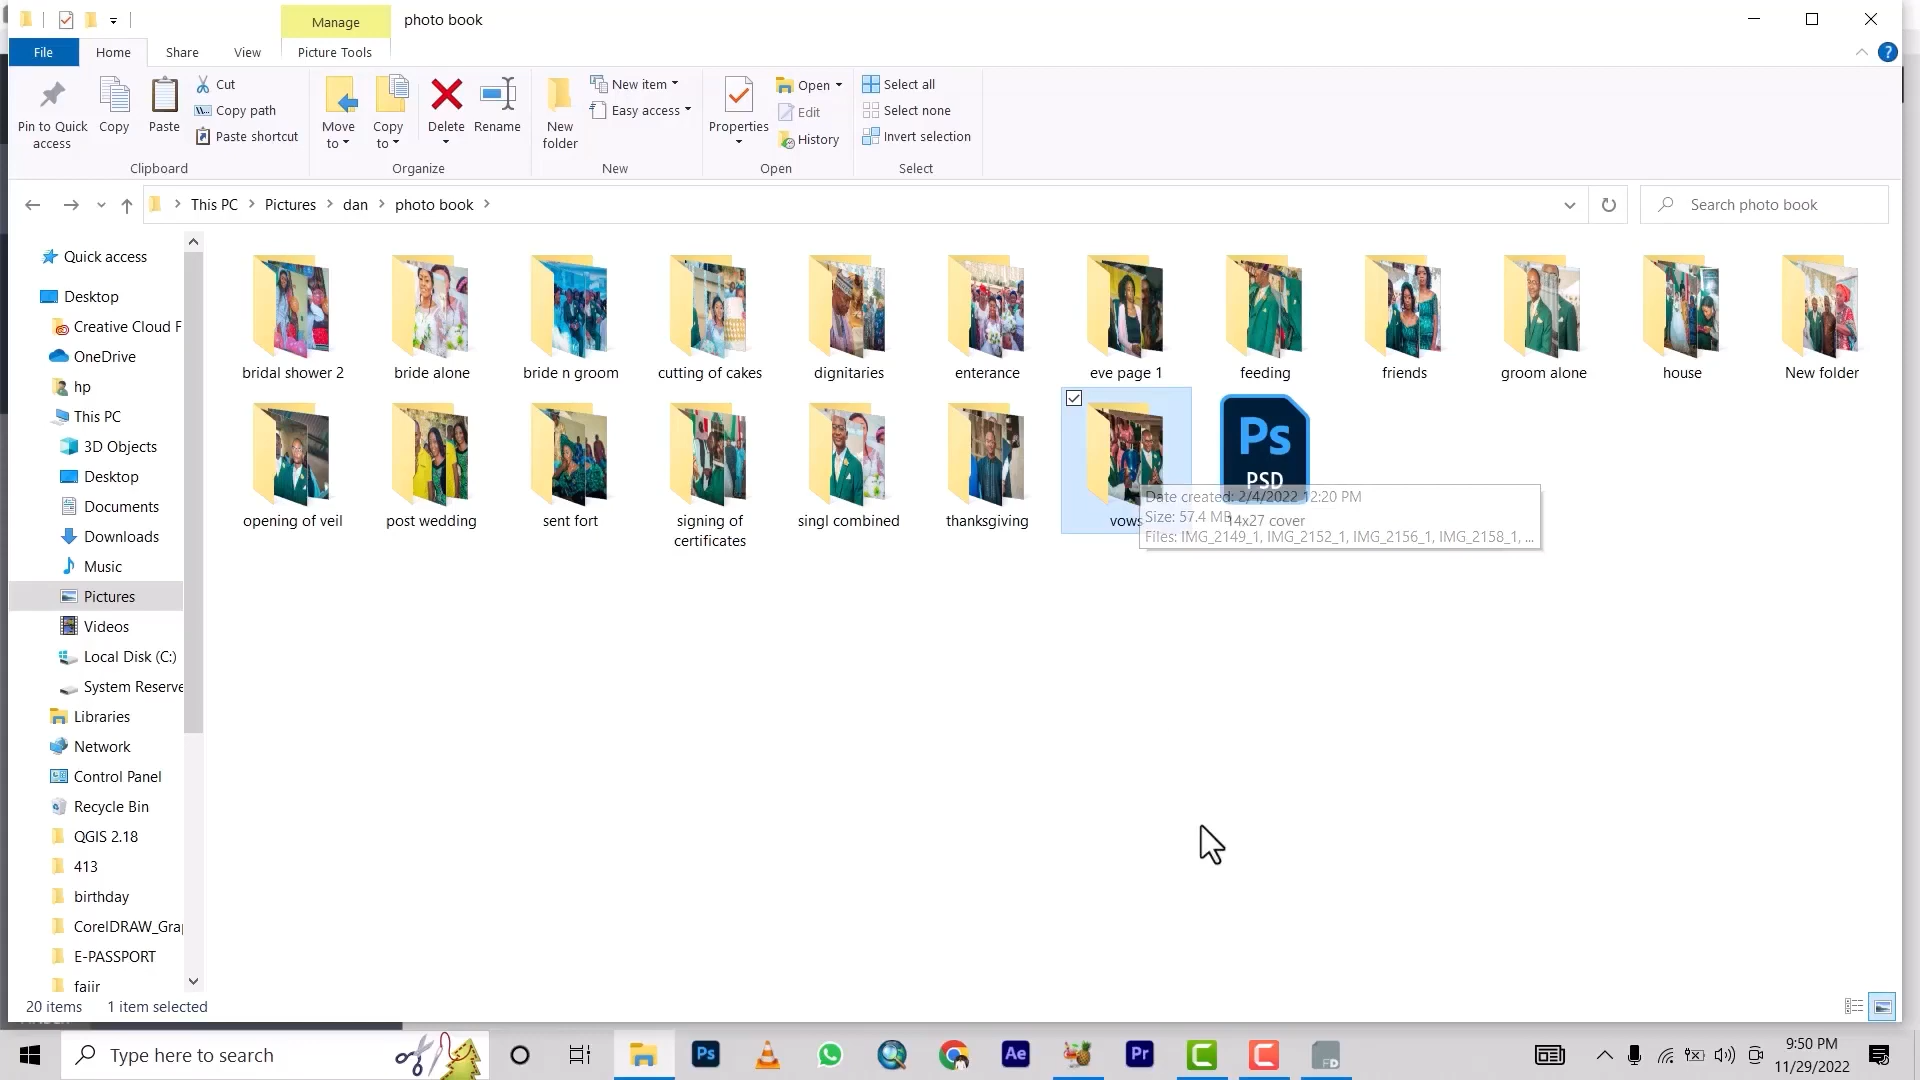 Manage
photo book
File
Home
Share
View
Picture Tools
Pin to Quick access
Copy
Paste
Cut
Copy path
Paste shortcut
Clipboard
Move to
Copy to
Delete
Rename
Organize
New folder
New item
Easy access
New
Properties
Open
Edit
History
Open
Select all
Select none
Invert selection
Select
This PC
Pictures
dan
photo book
Search photo book
Quick access
Desktop
Creative Cloud F
OneDrive
hp
This PC
3D Objects
Desktop
Documents
Downloads
Music
Pictures
Videos
Local Disk (C:)
System Reserve
Libraries
Network
Control Panel
Recycle Bin
QGIS 2.18
413
birthday
CorelDRAW_Gra
E-PASSPORT
faiir
bridal shower 2
bride alone
bride n groom
cutting of cakes
dignitaries
enterance
eve page 1
feeding
friends
groom alone
house
New folder
opening of veil
post wedding
sent fort
signing of
certificates
singl combined
thanksgiving
vows
Ps
PSD
14x27 cover
Date created: 2/4/2022 12:20 PM
Size: 57.4 MB
Files: IMG_2149_1, IMG_2152_1, IMG_2156_1, IMG_2158_1, ...
20 items
1 item selected
Type here to search
Ps
Ae
Pr
FD
9:50 PM
11/29/2022